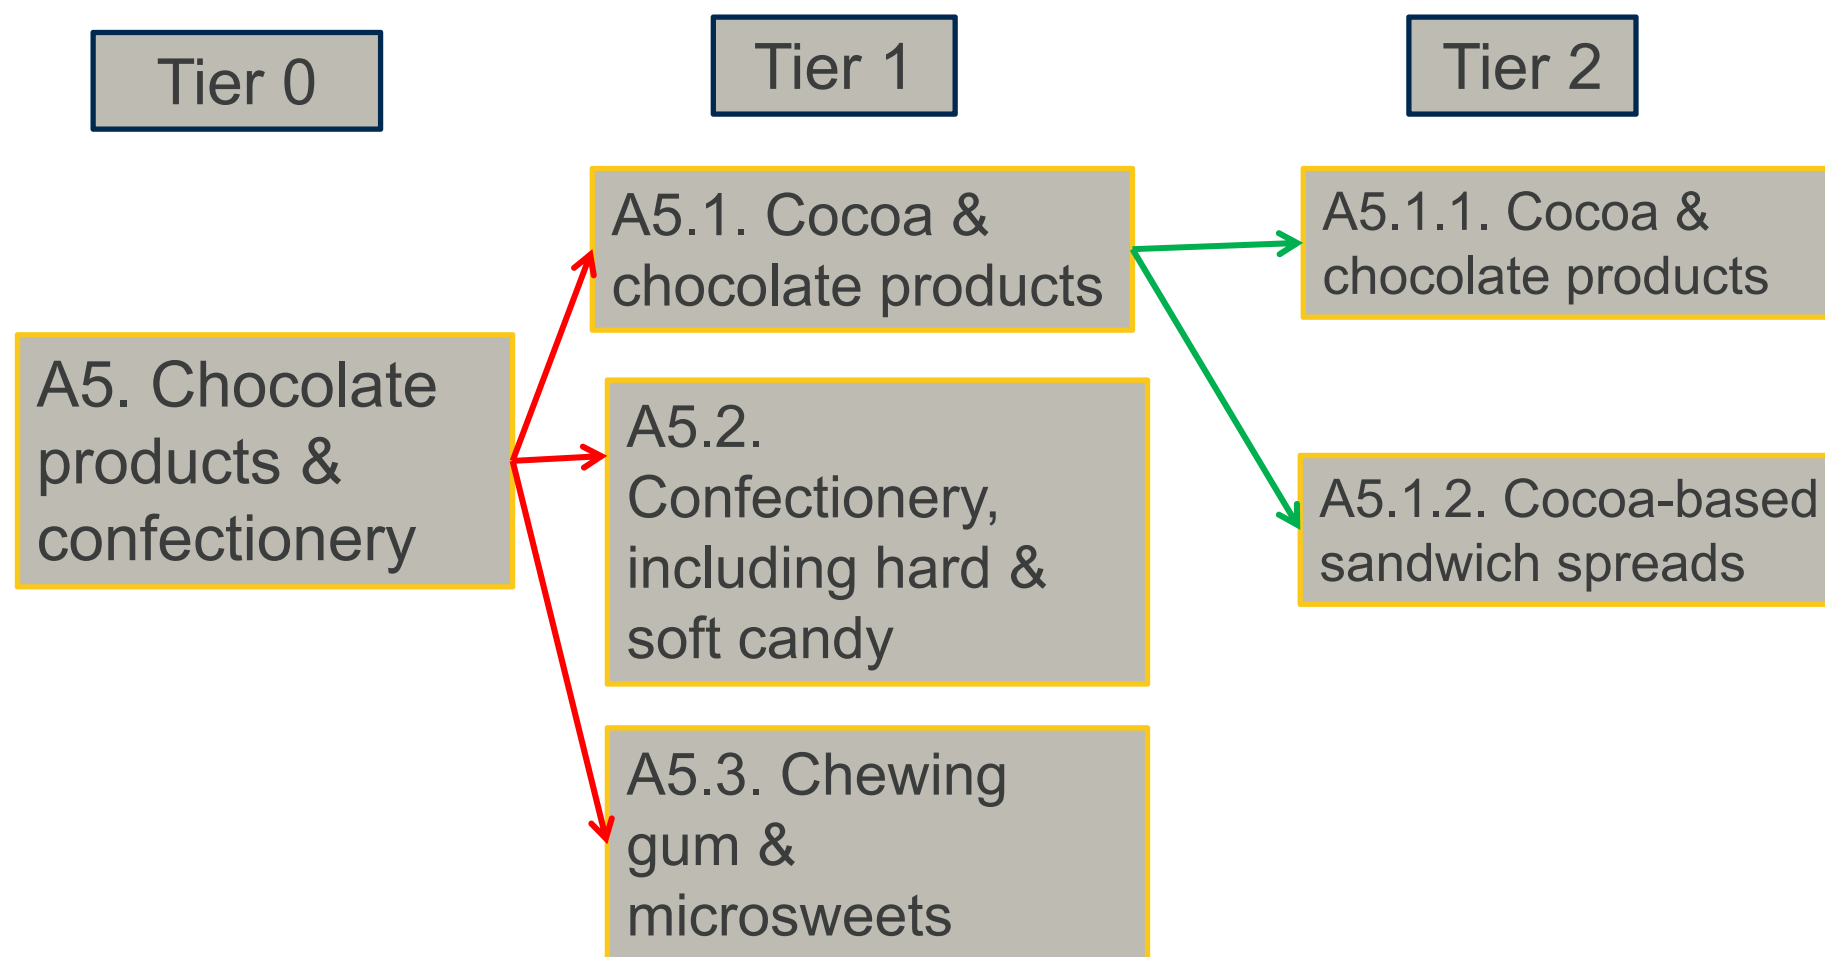 Tier 0
Tier 1
Tier 2
A5. Chocolate
products &
confectionery
A5.1. Cocoa &
chocolate products
A5.2.
Confectionery,
including hard &
soft candy
A5.3. Chewing
gum &
microsweets
A5.1.1. Cocoa &
chocolate products
A5.1.2. Cocoa-based
sandwich spreads